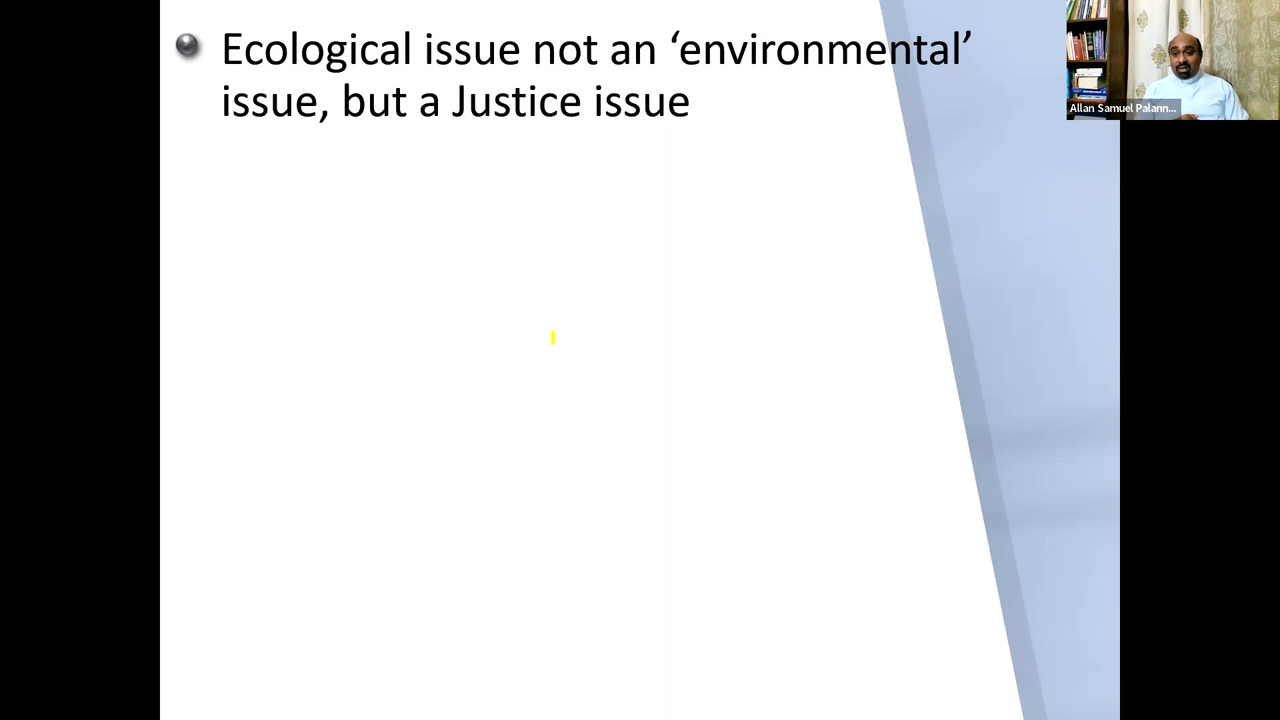 Ecological issue not an ‘environmental’
issue, but a Justice issue
Allan Samuel Palann...